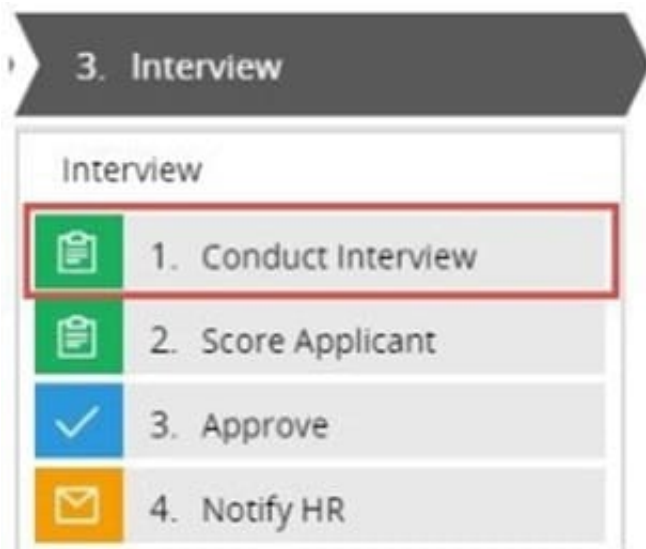 3. Interview
Interview
1. Conduct Interview
2. Score Applicant
3. Approve
4. Notify HR